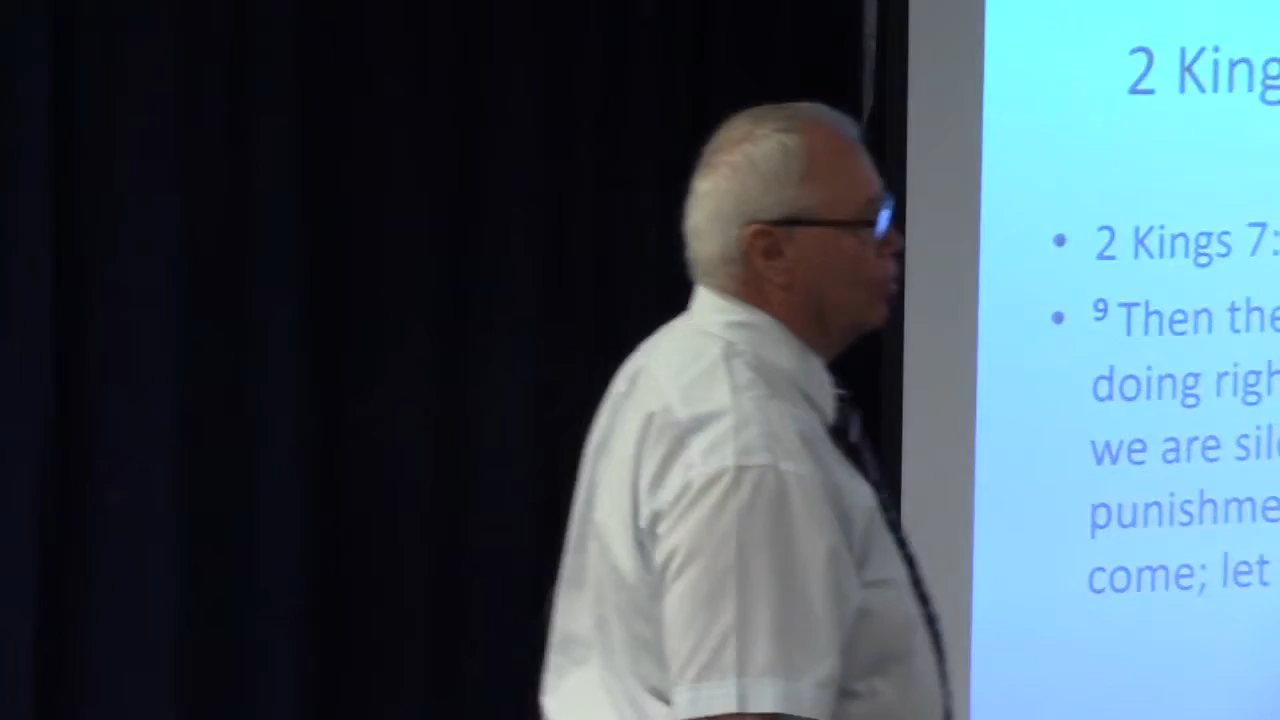 2 King
• 2 Kings 7:
• ⁹ Then the
doing righ
we are sil
punishme
come; let